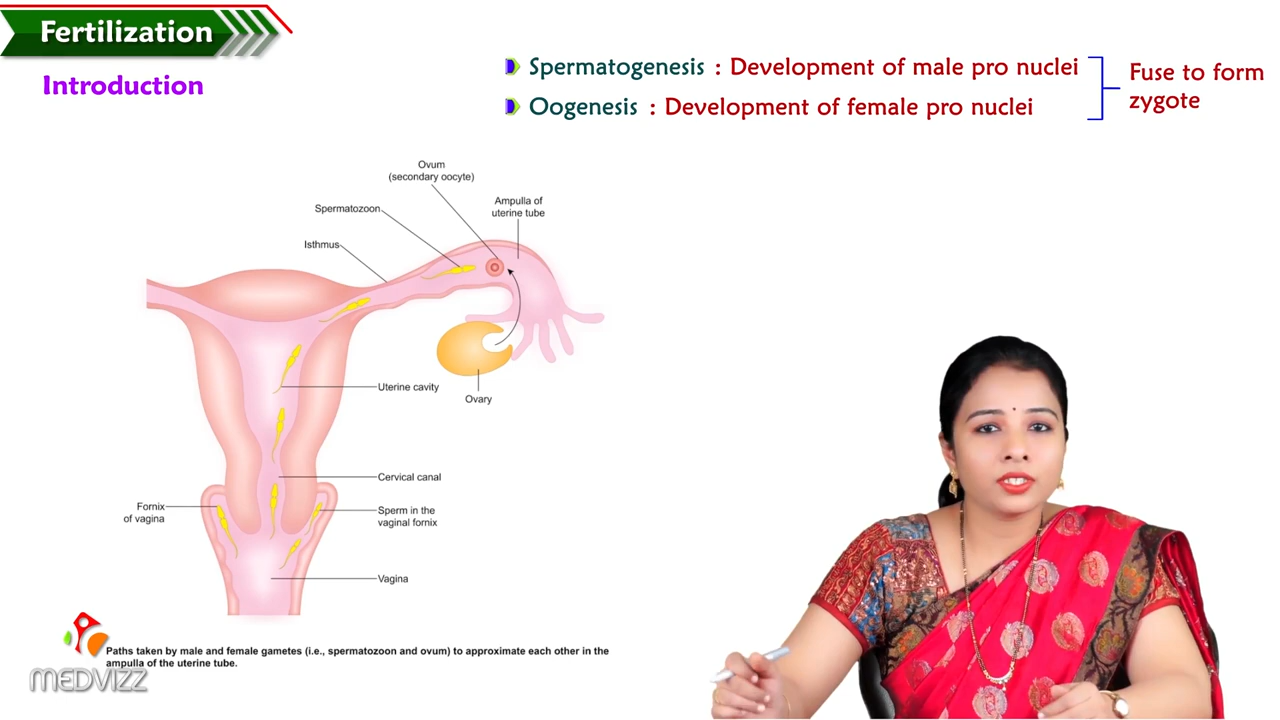 Fertilization
Introduction
Spermatogenesis : Development of male pro nuclei
Oogenesis : Development of female pro nuclei
Fuse to form
zygote
Ovum
(secondary oocyte)
Ampulla of
uterine tube
Spermatozoon
Isthmus
Uterine cavity
Ovary
Cervical canal
Fornix
of vagina
Sperm in the
vaginal fornix
Vagina
Paths taken by male and female gametes (i.e., spermatozoon and ovum) to approximate each other in the
ampulla of the uterine tube.
MEDVIZZ